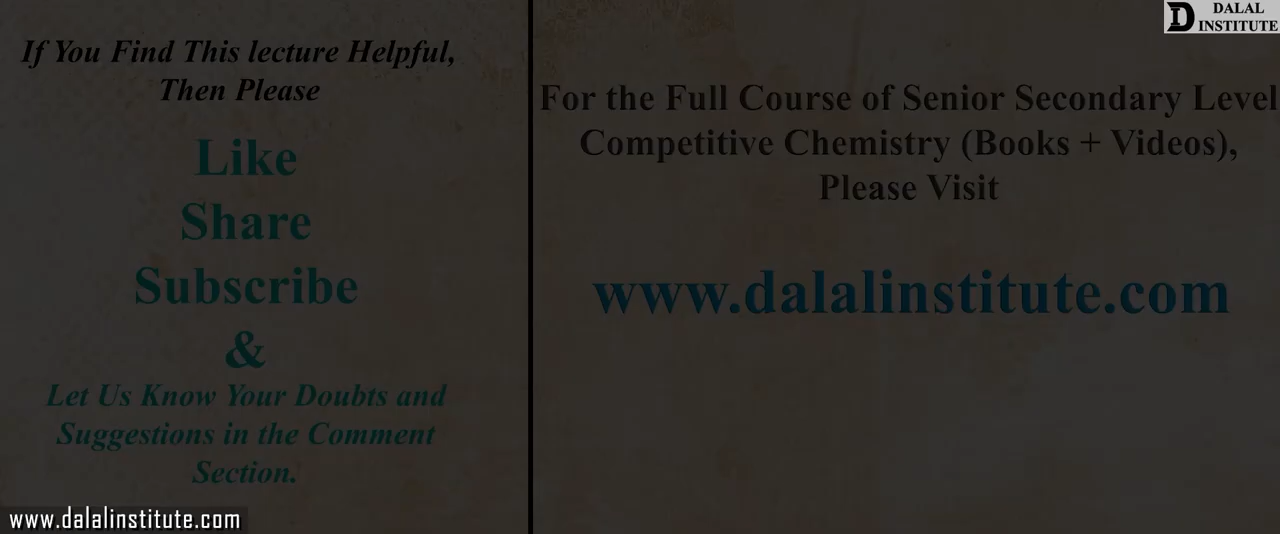 If You Find This lecture Helpful,
Then Please
Like
Share
Subscribe
&
Let Us Know Your Doubts and
Suggestions in the Comment
Section.
DALAL
INSTITUTE
For the Full Course of Senior Secondary Level
Competitive Chemistry (Books + Videos),
Please Visit
www.dalalinstitute.com
www.dalalinstitute.com